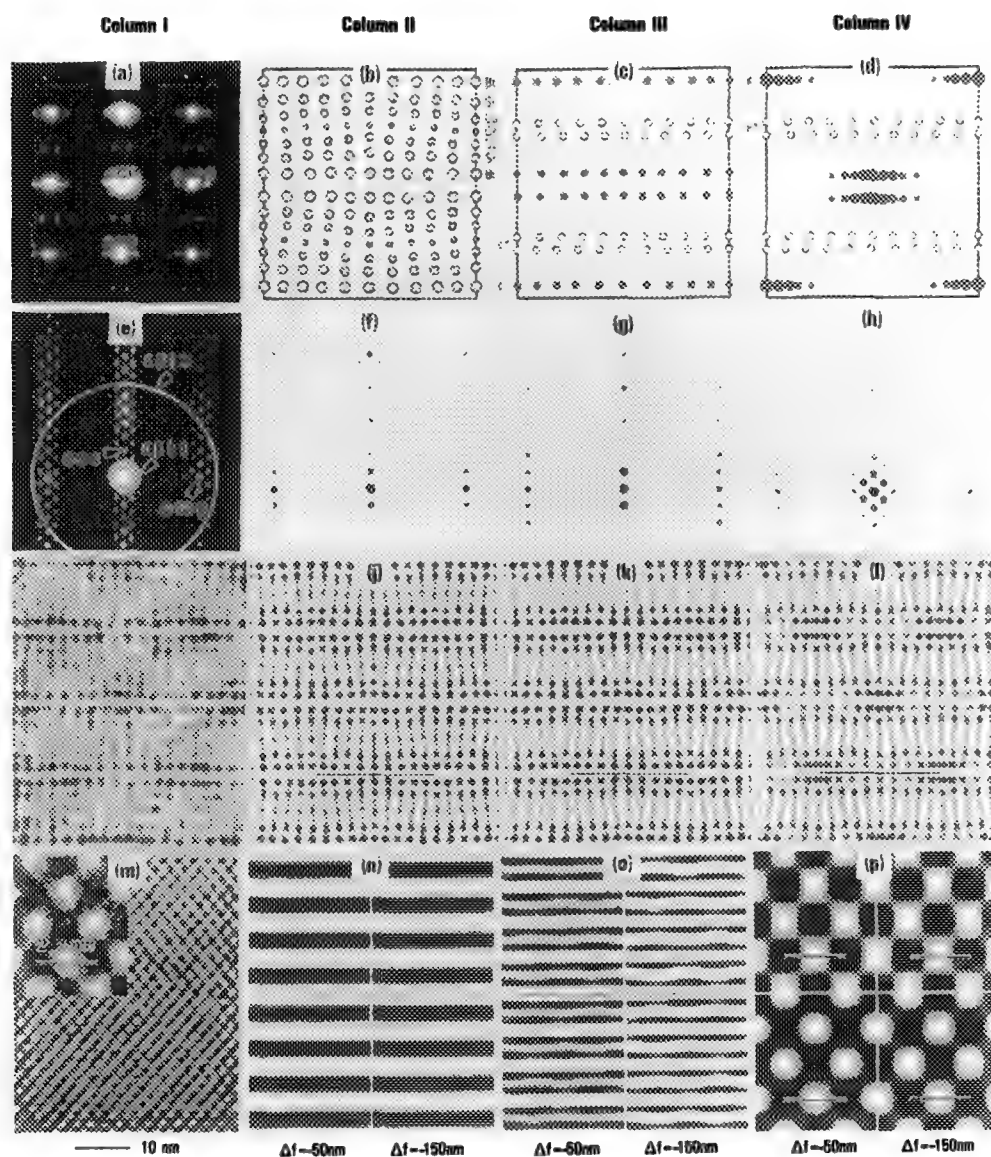 Column I Column II Column III Column IV
(a) (b) (c) (d)
(e) (f) (g) (h)
(j) (k) (l)
(m) (n) (o) (p)
10 nm Δf=-50nm Δf=-150nm Δf=-50nm Δf=-150nm Δf=-50nm Δf=-150nm